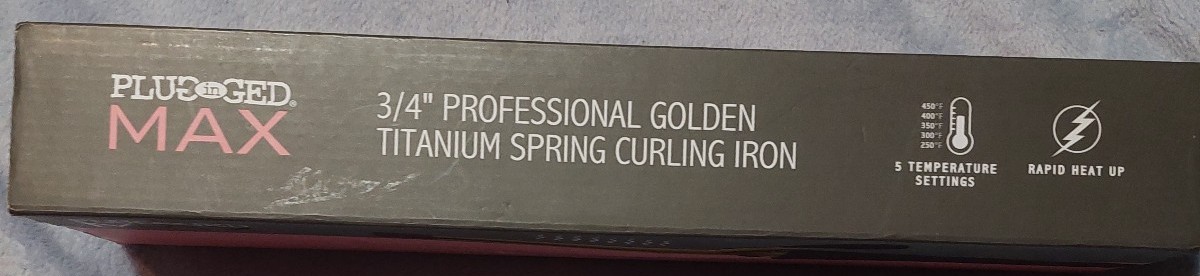 PLUGGED in®
MAX
3/4" PROFESSIONAL GOLDEN
TITANIUM SPRING CURLING IRON
450°F
400°F
350°F
300°F
250°F
5 TEMPERATURE
SETTINGS
RAPID HEAT UP